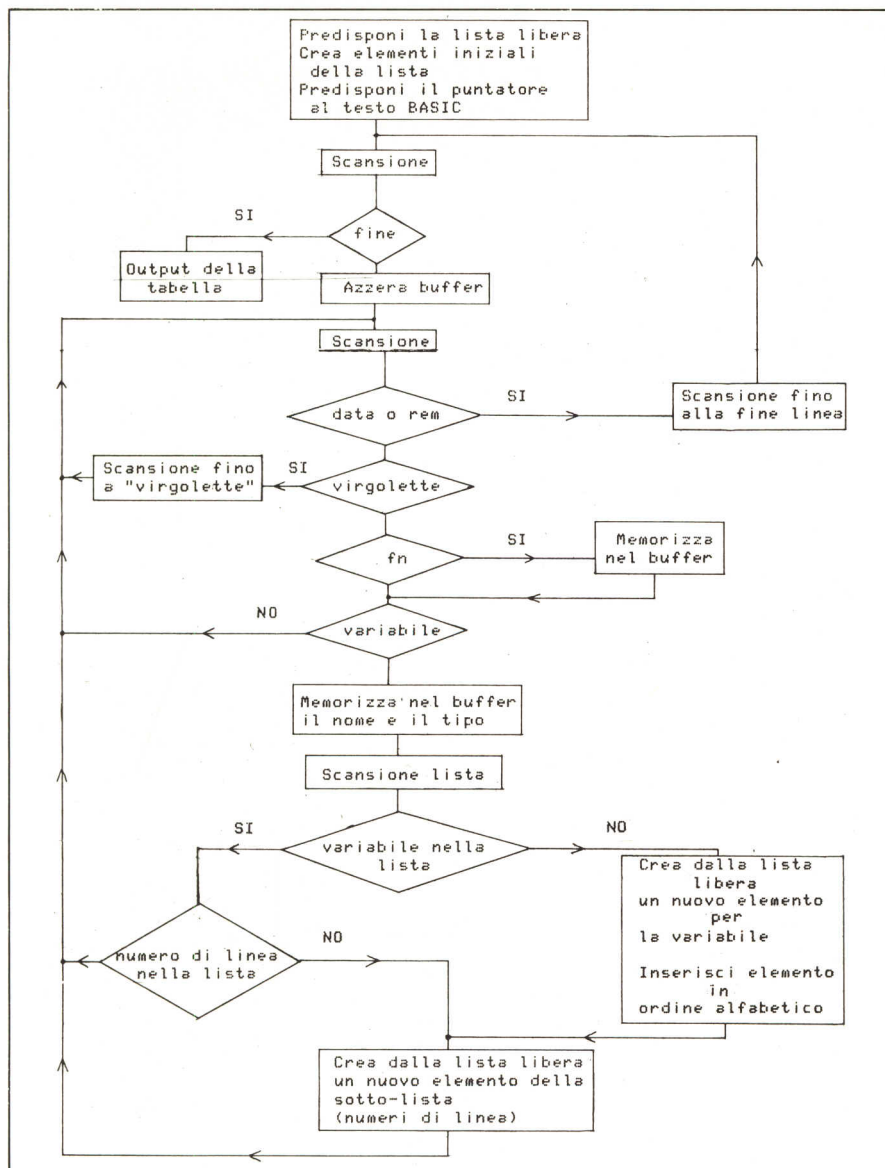 Predisponi la lista libera
Crea elementi iniziali
della lista
Predisponi il puntatore
al testo BASIC
Scansione
SI
fine
Output della
tabella
Azzera buffer
Scansione
data o rem
SI
Scansione fino
alla fine linea
Scansione fino
a "virgolette"
SI
virgolette
fn
SI
Memorizza
nel buffer
NO
variabile
Memorizza nel buffer
il nome e il tipo
Scansione lista
SI
variabile nella
lista
NO
Crea dalla lista
libera
un nuovo elemento
per
la variabile
Inserisci elemento
in
ordine alfabetico
numero di linea
nella lista
NO
Crea dalla lista libera
un nuovo elemento della
sotto-lista
(numeri di linea)